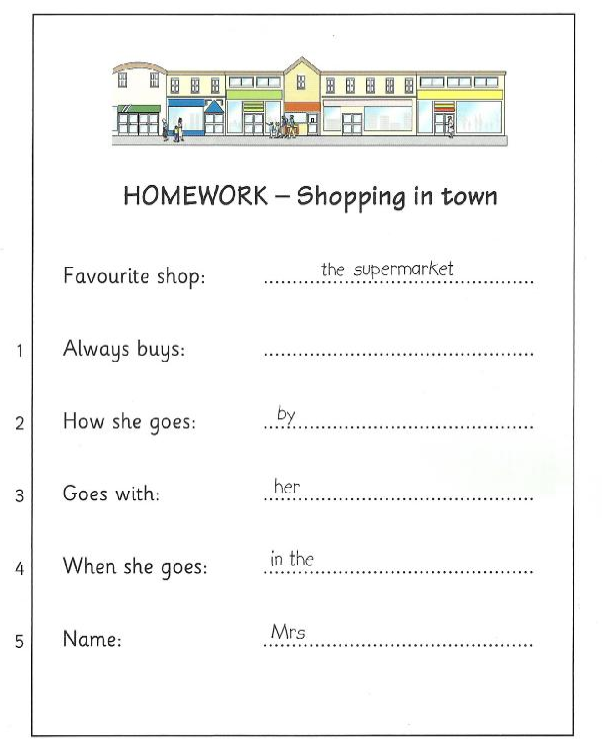 HOMEWORK – Shopping in town
Favourite shop: the supermarket
1 Always buys:
2 How she goes: by
3 Goes with: her
4 When she goes: in the
5 Name: Mrs